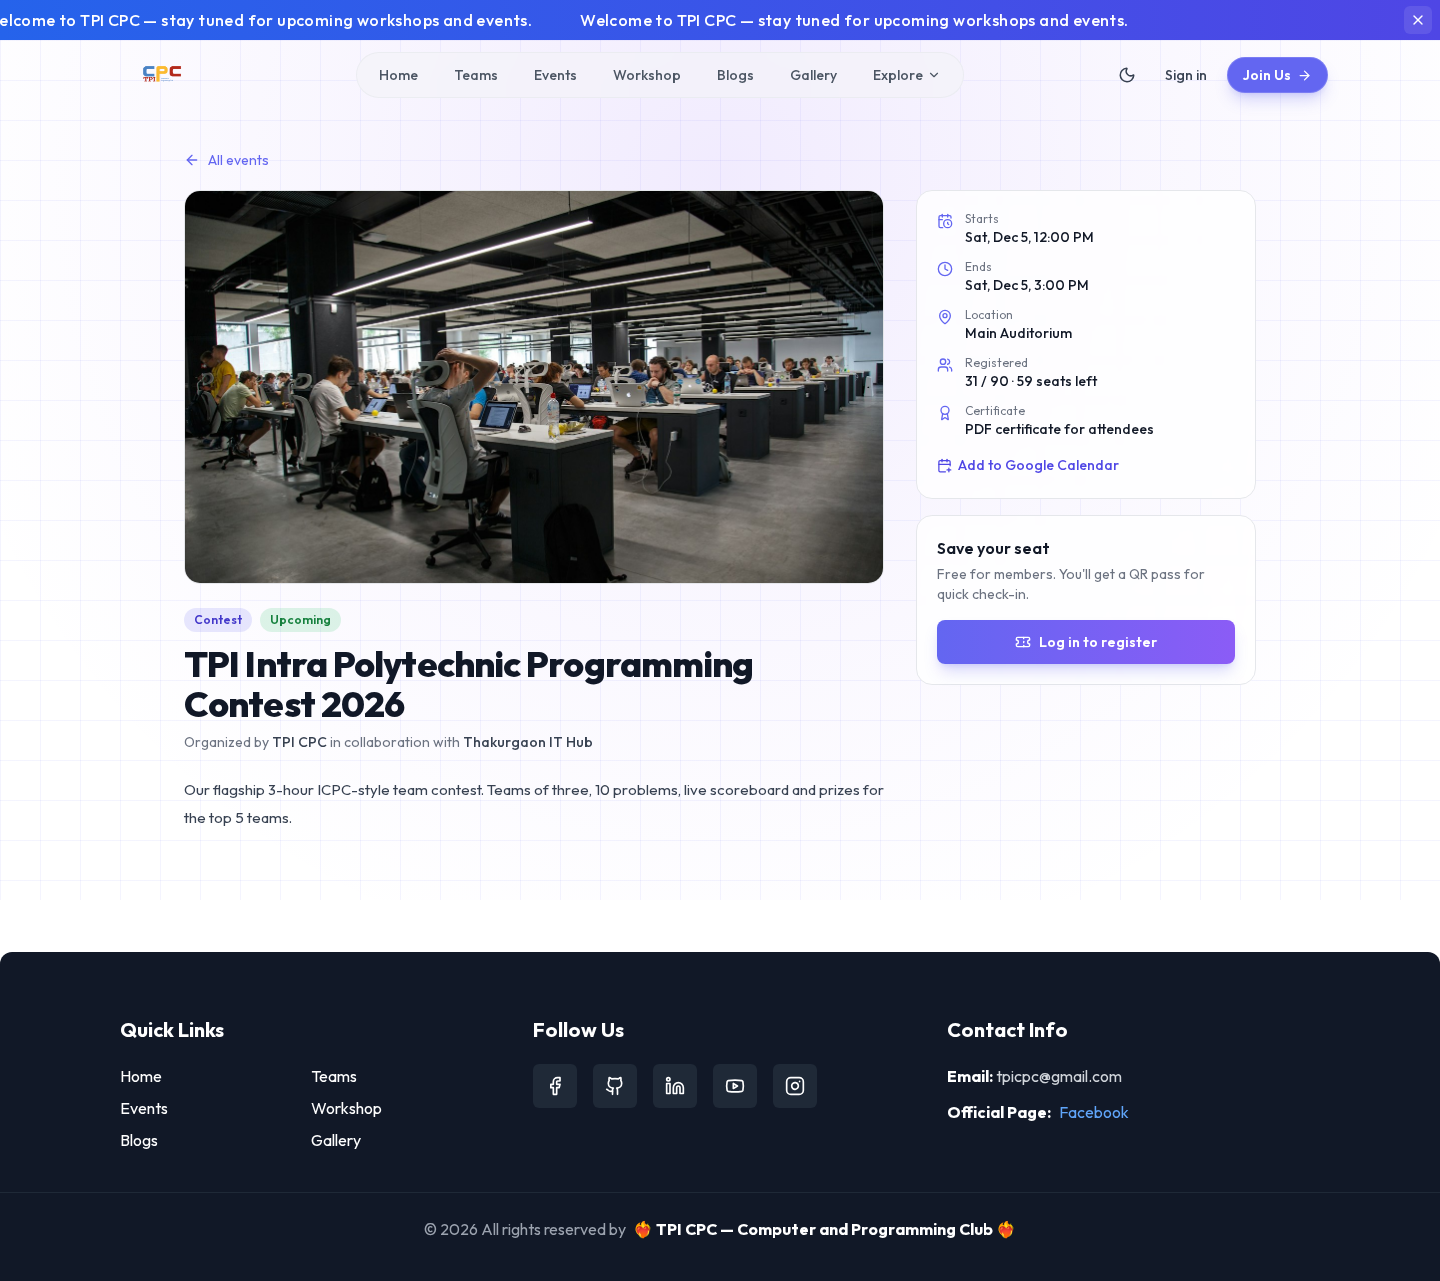 elcome to TPI CPC — stay tuned for upcoming workshops and events. Welcome to TPI CPC — stay tuned for upcoming workshops and events.
CPC
TPI
Home Teams Events Workshop Blogs Gallery Explore
Sign in
Join Us
All events
Starts
Sat, Dec 5, 12:00 PM
Ends
Sat, Dec 5, 3:00 PM
Location
Main Auditorium
Registered
31 / 90 · 59 seats left
Certificate
PDF certificate for attendees
Add to Google Calendar
Save your seat
Free for members. You'll get a QR pass for
quick check-in.
Log in to register
Contest
Upcoming
TPI Intra Polytechnic Programming
Contest 2026
Organized by TPI CPC in collaboration with Thakurgaon IT Hub
Our flagship 3-hour ICPC-style team contest. Teams of three, 10 problems, live scoreboard and prizes for
the top 5 teams.
Quick Links
Home
Teams
Events
Workshop
Blogs
Gallery
Follow Us
Contact Info
Email: tpicpc@gmail.com
Official Page: Facebook
© 2026 All rights reserved by ❤️‍🔥 TPI CPC — Computer and Programming Club ❤️‍🔥